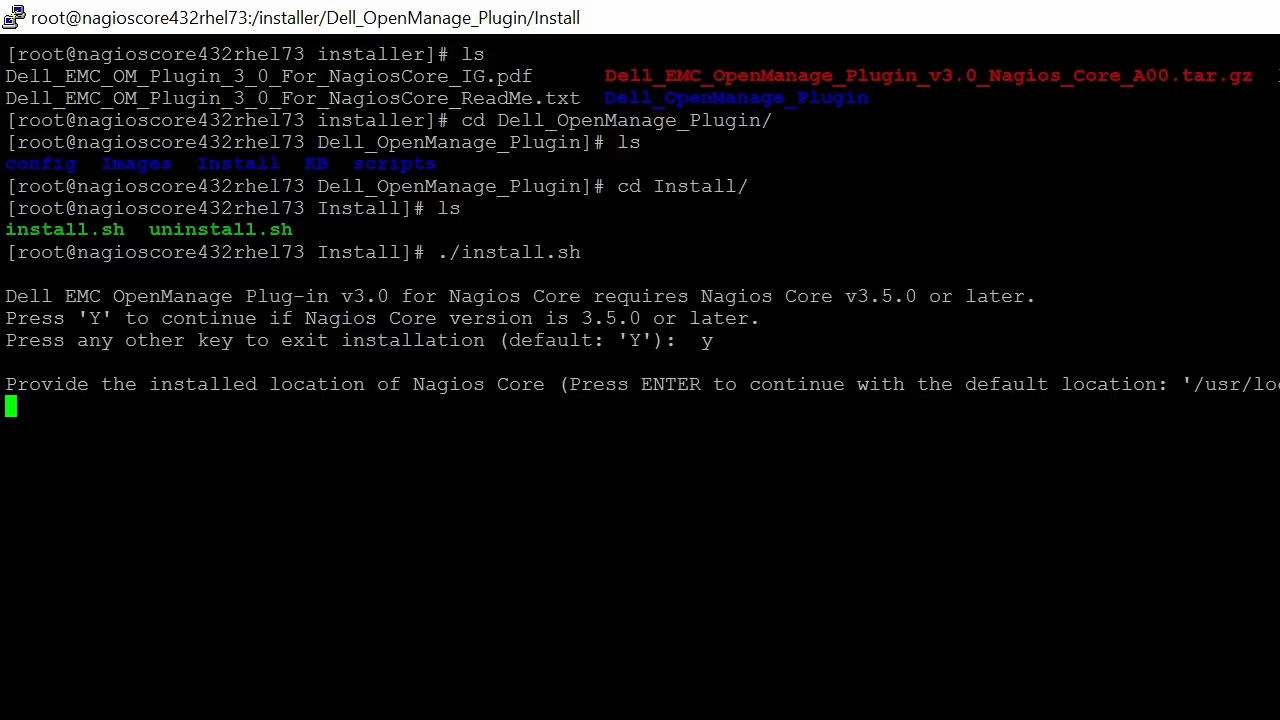 root@nagioscore432rhel73:/installer/Dell_OpenManage_Plugin/Install
[root@nagioscore432rhel73 installer]# ls
Dell_EMC_OM_Plugin_3_0_For_NagiosCore_IG.pdf Dell_EMC_OpenManage_Plugin_v3.0_Nagios_Core_A00.tar.gz
Dell_EMC_OM_Plugin_3_0_For_NagiosCore_ReadMe.txt Dell_OpenManage_Plugin
[root@nagioscore432rhel73 installer]# cd Dell_OpenManage_Plugin/
[root@nagioscore432rhel73 Dell_OpenManage_Plugin]# ls
config Images Install KB scripts
[root@nagioscore432rhel73 Dell_OpenManage_Plugin]# cd Install/
[root@nagioscore432rhel73 Install]# ls
install.sh uninstall.sh
[root@nagioscore432rhel73 Install]# ./install.sh
Dell EMC OpenManage Plug-in v3.0 for Nagios Core requires Nagios Core v3.5.0 or later.
Press 'Y' to continue if Nagios Core version is 3.5.0 or later.
Press any other key to exit installation (default: 'Y'): y
Provide the installed location of Nagios Core (Press ENTER to continue with the default location: '/usr/loc